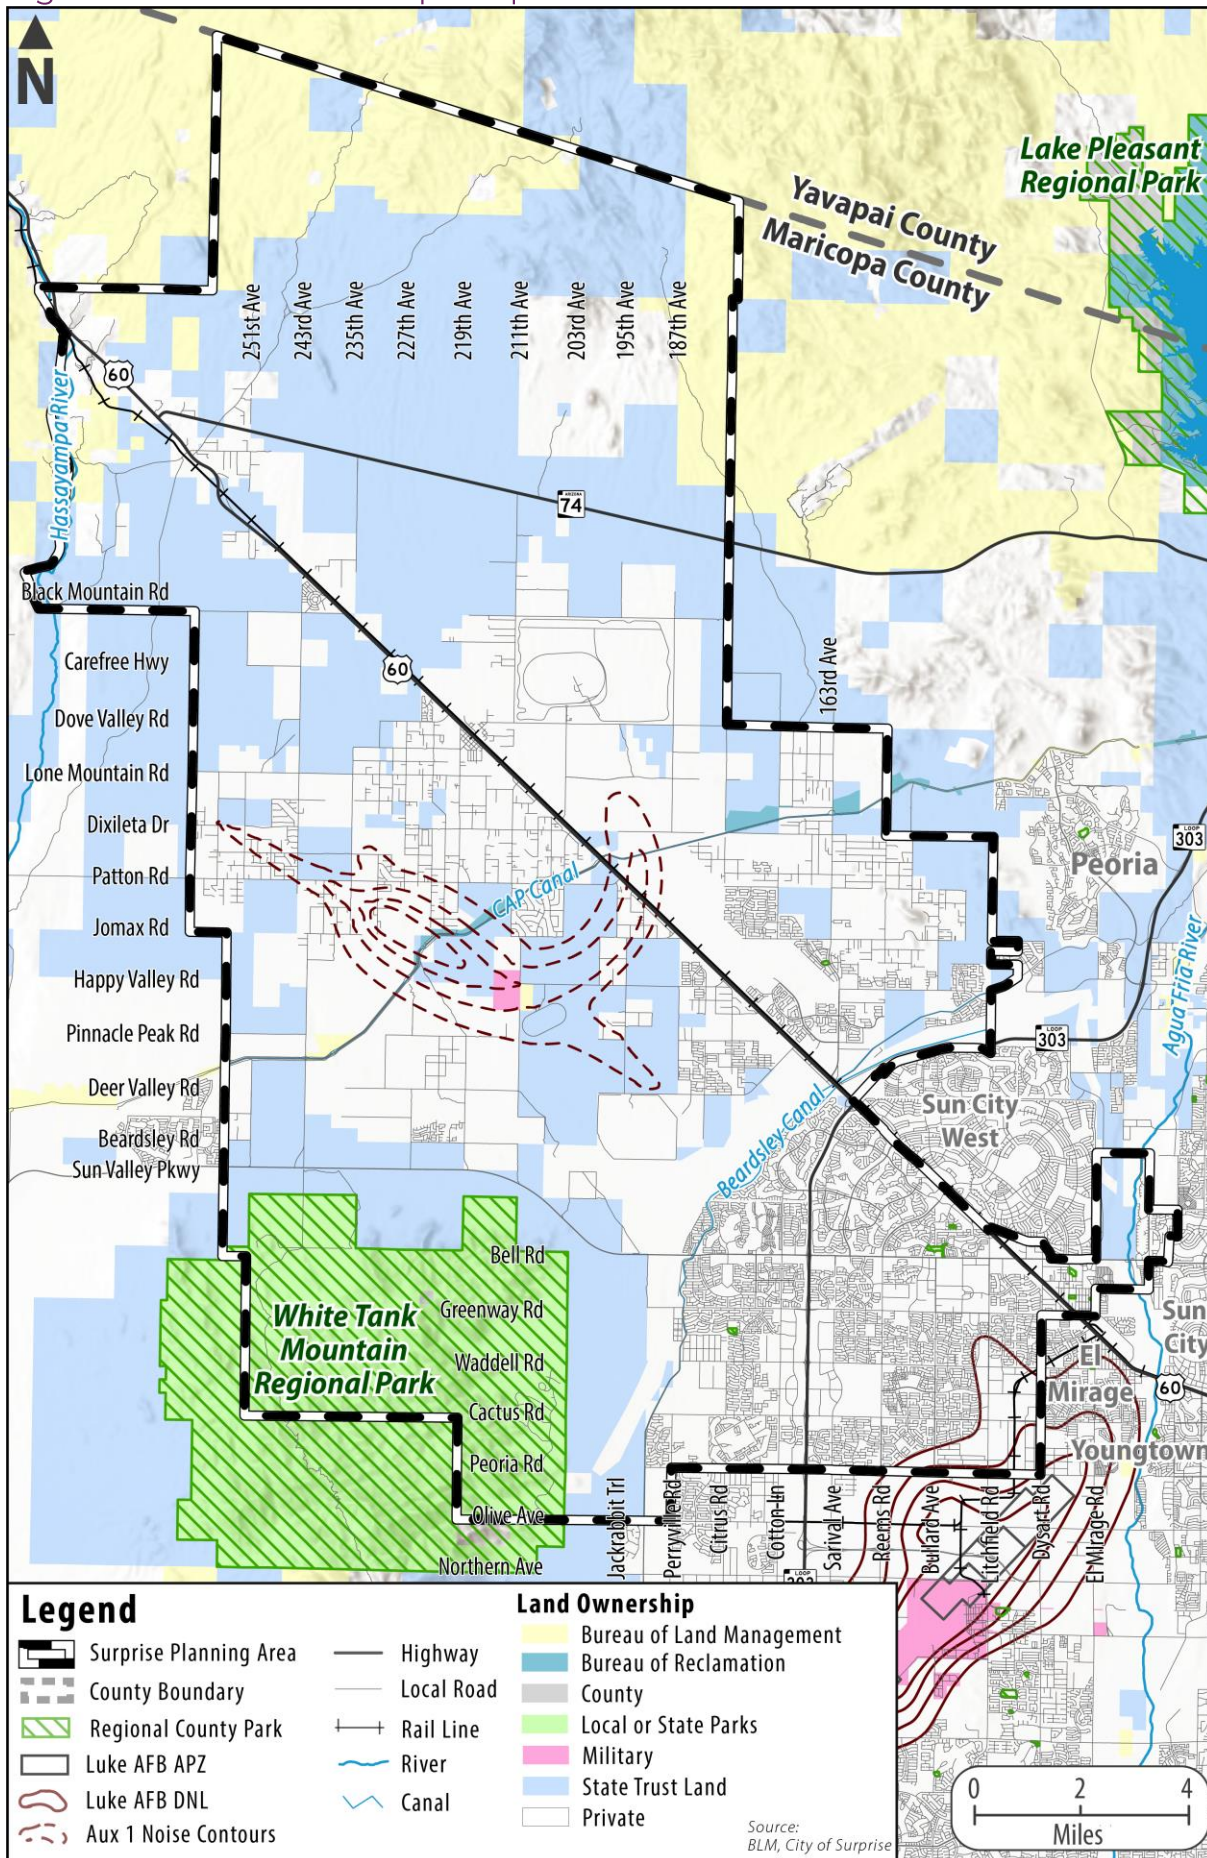 N
Lake Pleasant
Regional Park
Yavapai County
Maricopa County
251st Ave
243rd Ave
235th Ave
227th Ave
219th Ave
211th Ave
203rd Ave
195th Ave
187th Ave
60
Hassayampa River
ARIZONA
74
Black Mountain Rd
Carefree Hwy
60
163rd Ave
Dove Valley Rd
Lone Mountain Rd
Dixileta Dr
LOOP
303
Peoria
Patton Rd
CAP Canal
Jomax Rd
Happy Valley Rd
Agua Fria River
Pinnacle Peak Rd
LOOP
303
Deer Valley Rd
Sun City
West
Beardsley Canal
Beardsley Rd
Sun Valley Pkwy
Bell Rd
Greenway Rd
White Tank
Mountain
Regional Park
Sun
City
Waddell Rd
El
Mirage
60
Cactus Rd
Youngtown
Peoria Rd
Olive Ave
Northern Ave
Jackrabbit Trl
Perryville Rd
Citrus Rd
Cotton Ln
Sarival Ave
Reems Rd
Bullard Ave
Litchfield Rd
Dysart Rd
El Mirage Rd
LOOP
Legend
Surprise Planning Area
County Boundary
Regional County Park
Luke AFB APZ
Luke AFB DNL
Aux 1 Noise Contours
Highway
Local Road
Rail Line
River
Canal
Land Ownership
Bureau of Land Management
Bureau of Reclamation
County
Local or State Parks
Military
State Trust Land
Private
Source:
BLM, City of Surprise
0 2 4
Miles